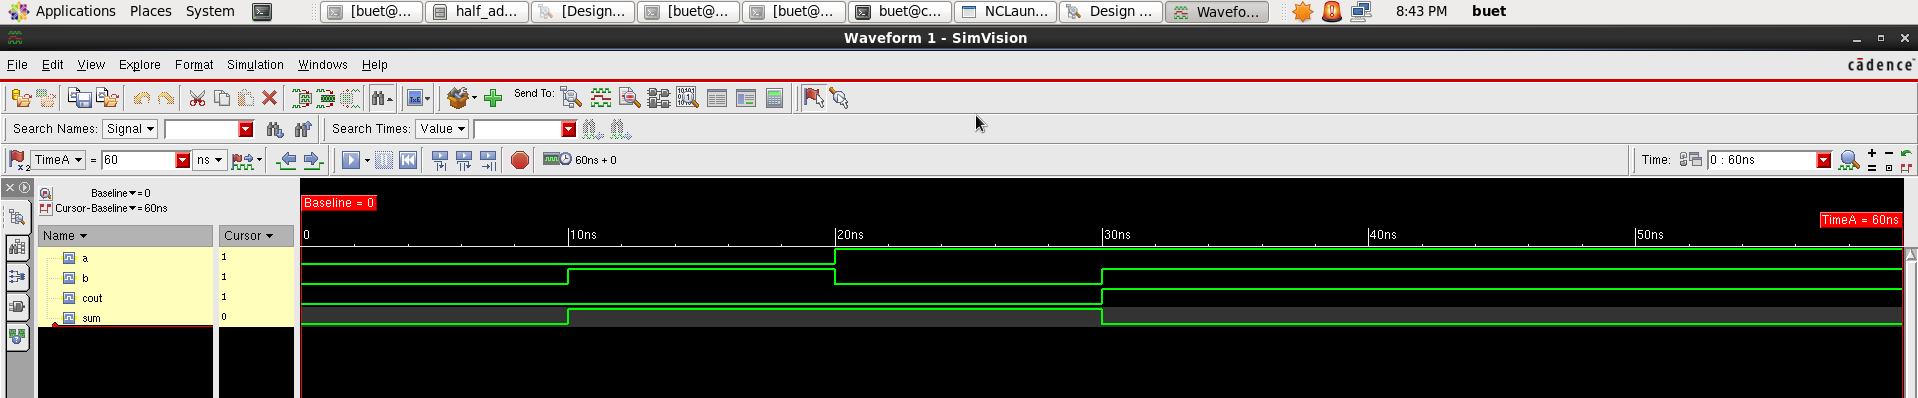 Applications Places System [buet@... half_ad... [Design... [buet@... [buet@... buet@c... NCLaun... Design ... Wavefo... 8:43 PM buet
Waveform 1 - SimVision
File Edit View Explore Format Simulation Windows Help cādence
Send To:
Search Names: Signal Search Times: Value
TimeA = 60 ns 60ns + 0 Time: 0 : 60ns
Baseline = 0
Cursor-Baseline = 60ns
Baseline = 0
TimeA = 60ns
Name Cursor 0 10ns 20ns 30ns 40ns 50ns
a 1
b 1
cout 1
sum 0